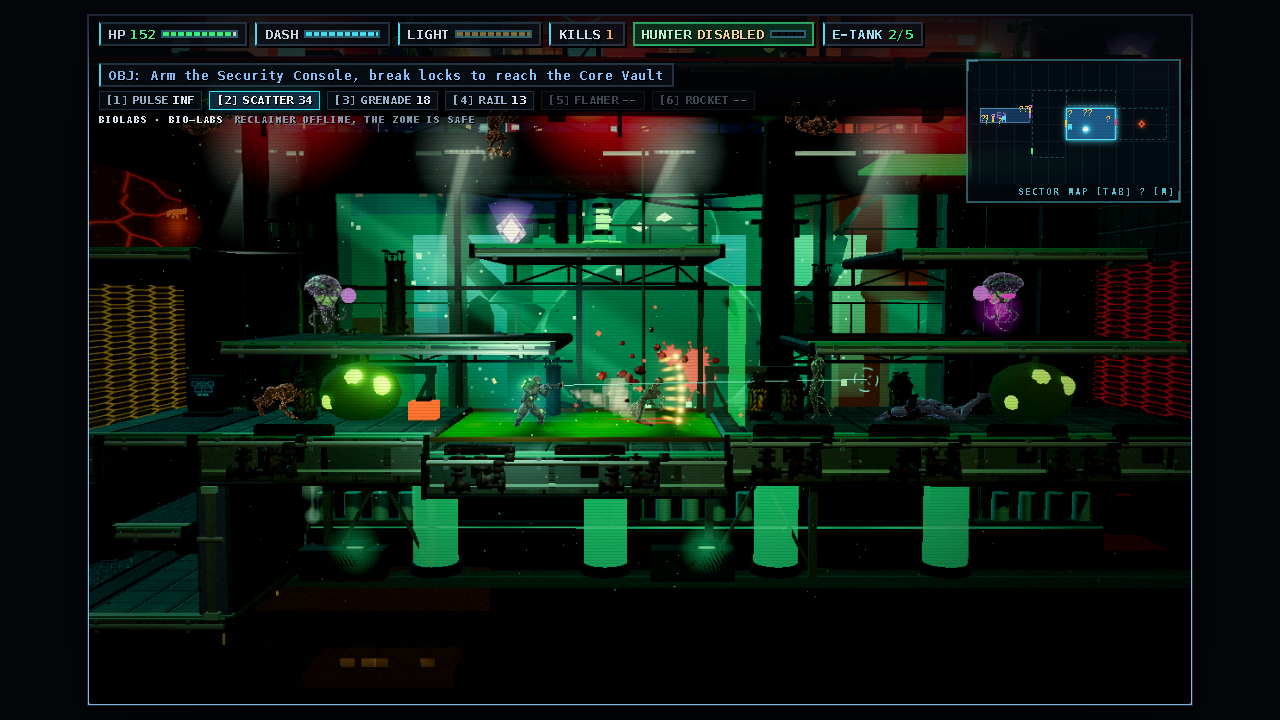 HP 152 DASH LIGHT KILLS 1 HUNTER DISABLED E-TANK 2/5
OBJ: Arm the Security Console, break locks to reach the Core Vault
[1] PULSE INF [2] SCATTER 34 [3] GRENADE 18 [4] RAIL 13 [5] FLAMER -- [6] ROCKET --
BIOLABS · BIO-LABS RECLAIMER OFFLINE, THE ZONE IS SAFE
SECTOR MAP [TAB] ? [M]